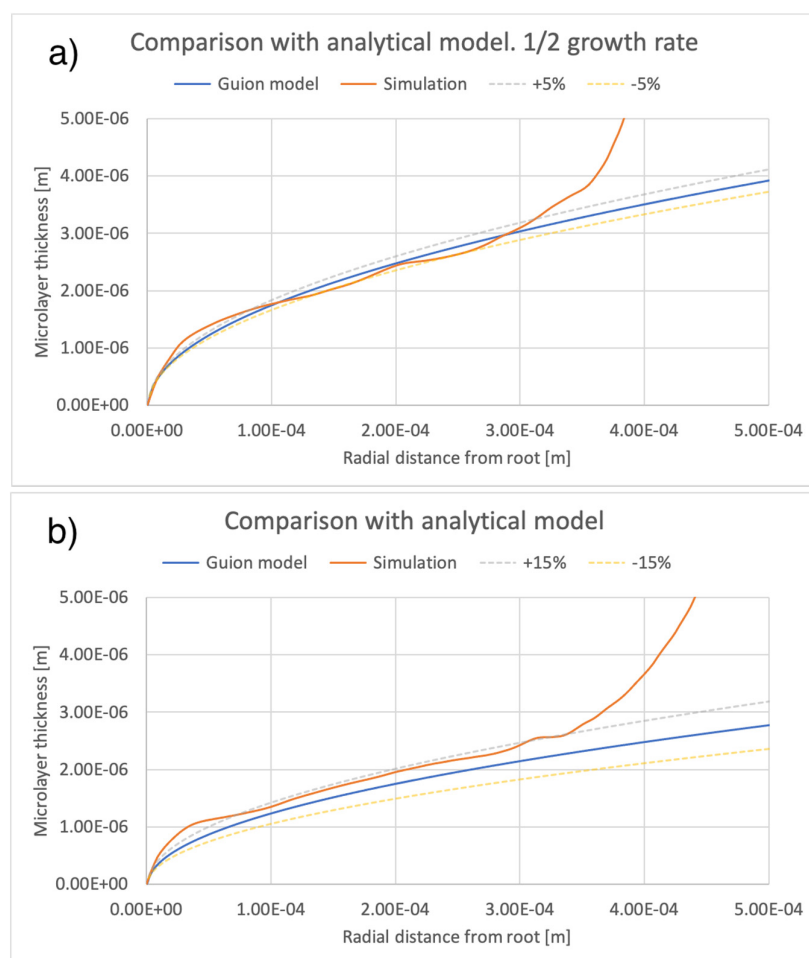 a)
Comparison with analytical model. 1/2 growth rate
Guion model Simulation +5% -5%
5.00E-06
4.00E-06
3.00E-06
2.00E-06
1.00E-06
0.00E+00
Microlayer thickness [m]
0.00E+00 1.00E-04 2.00E-04 3.00E-04 4.00E-04 5.00E-04
Radial distance from root [m]
b)
Comparison with analytical model
Guion model Simulation +15% -15%
5.00E-06
4.00E-06
3.00E-06
2.00E-06
1.00E-06
0.00E+00
Microlayer thickness [m]
0.00E+00 1.00E-04 2.00E-04 3.00E-04 4.00E-04 5.00E-04
Radial distance from root [m]